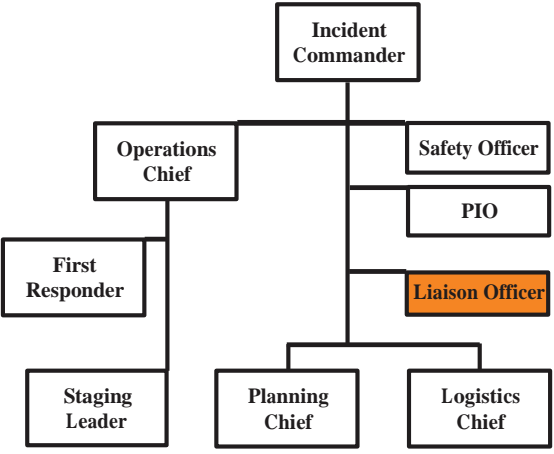 Incident
Commander
Operations
Chief
Safety Officer
PIO
First
Responder
Liaison Officer
Staging
Leader
Planning
Chief
Logistics
Chief